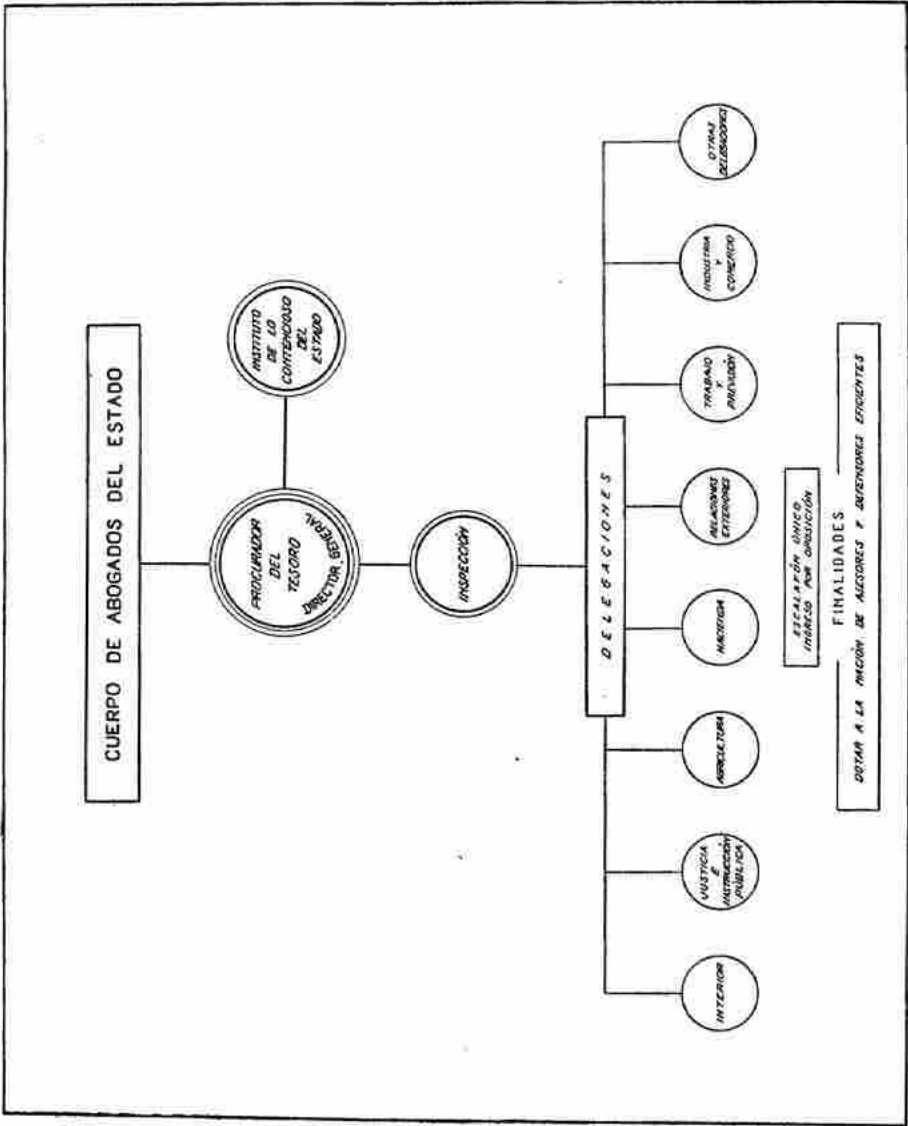 CUERPO DE ABOGADOS DEL ESTADO
INSTITUTO
DE LO
CONTENCIOSO
DEL
ESTADO
PROCURADOR
DEL
TESORO
DIRECTOR GENERAL
INSPECCIÓN
DELEGACIONES
INTERIOR
JUSTICIA
E
INSTRUCCIÓN
PÚBLICA
AGRICULTURA
HACIENDA
RELACIONES
EXTERIORES
TRABAJO
Y
PREVISIÓN
INDUSTRIA
Y
COMERCIO
OTRAS
DELEGACIONES
ESCALAFÓN ÚNICO
INGRESO POR OPOSICIÓN
FINALIDADES
DOTAR A LA NACIÓN DE ASESORES Y DEFENSORES EFICIENTES